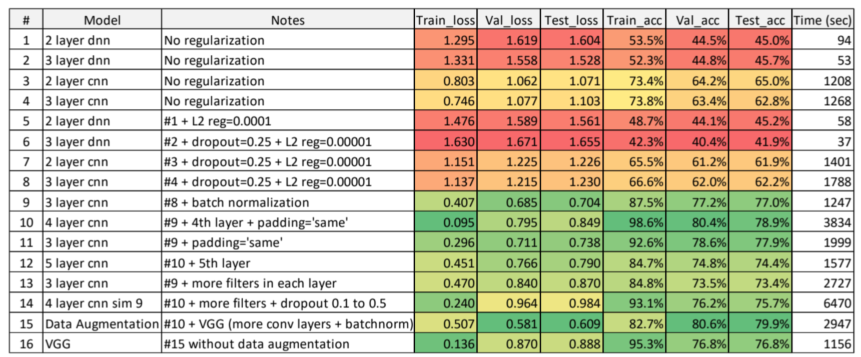 # Model Notes Train_loss Val_loss Test_loss Train_acc Val_acc Test_acc Time (sec)
1 2 layer dnn No regularization 1.295 1.619 1.604 53.5% 44.5% 45.0% 94
2 3 layer dnn No regularization 1.331 1.558 1.528 52.3% 44.8% 45.7% 53
3 2 layer cnn No regularization 0.803 1.062 1.071 73.4% 64.2% 65.0% 1208
4 3 layer cnn No regularization 0.746 1.077 1.103 73.8% 63.4% 62.8% 1268
5 2 layer dnn #1 + L2 reg=0.0001 1.476 1.589 1.561 48.7% 44.1% 45.2% 58
6 3 layer dnn #2 + dropout=0.25 + L2 reg=0.00001 1.630 1.671 1.655 42.3% 40.4% 41.9% 37
7 2 layer cnn #3 + dropout=0.25 + L2 reg=0.00001 1.151 1.225 1.226 65.5% 61.2% 61.9% 1401
8 3 layer cnn #4 + dropout=0.25 + L2 reg=0.00001 1.137 1.215 1.230 66.6% 62.0% 62.2% 1788
9 3 layer cnn #8 + batch normalization 0.407 0.685 0.704 87.5% 77.2% 77.0% 1247
10 4 layer cnn #9 + 4th layer + padding='same' 0.095 0.795 0.849 98.6% 80.4% 78.9% 3834
11 3 layer cnn #9 + padding='same' 0.296 0.711 0.738 92.6% 78.6% 77.9% 1999
12 5 layer cnn #10 + 5th layer 0.451 0.766 0.790 84.7% 74.8% 74.4% 1577
13 3 layer cnn #9 + more filters in each layer 0.470 0.840 0.870 84.8% 73.5% 73.4% 2727
14 4 layer cnn sim 9 #10 + more filters + dropout 0.1 to 0.5 0.240 0.964 0.984 93.1% 76.2% 75.7% 6470
15 Data Augmentation #10 + VGG (more conv layers + batchnorm) 0.507 0.581 0.609 82.7% 80.6% 79.9% 2947
16 VGG #15 without data augmentation 0.136 0.870 0.888 95.3% 76.8% 76.8% 1156